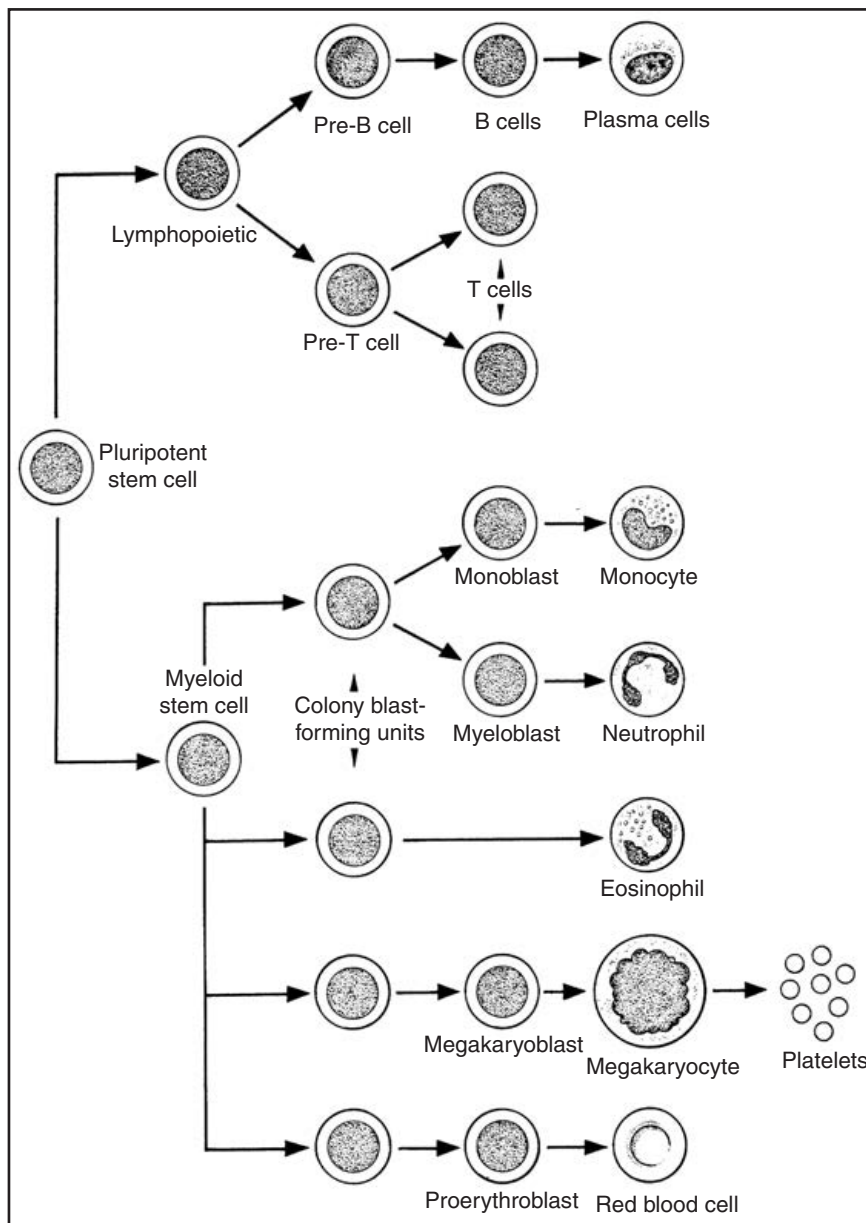 Pre-B cell
B cells
Plasma cells
Lymphopoietic
T cells
Pre-T cell
Pluripotent
stem cell
Monoblast
Monocyte
Myeloid
stem cell
Colony blast-
forming units
Myeloblast
Neutrophil
Eosinophil
Megakaryoblast
Megakaryocyte
Platelets
Proerythroblast
Red blood cell